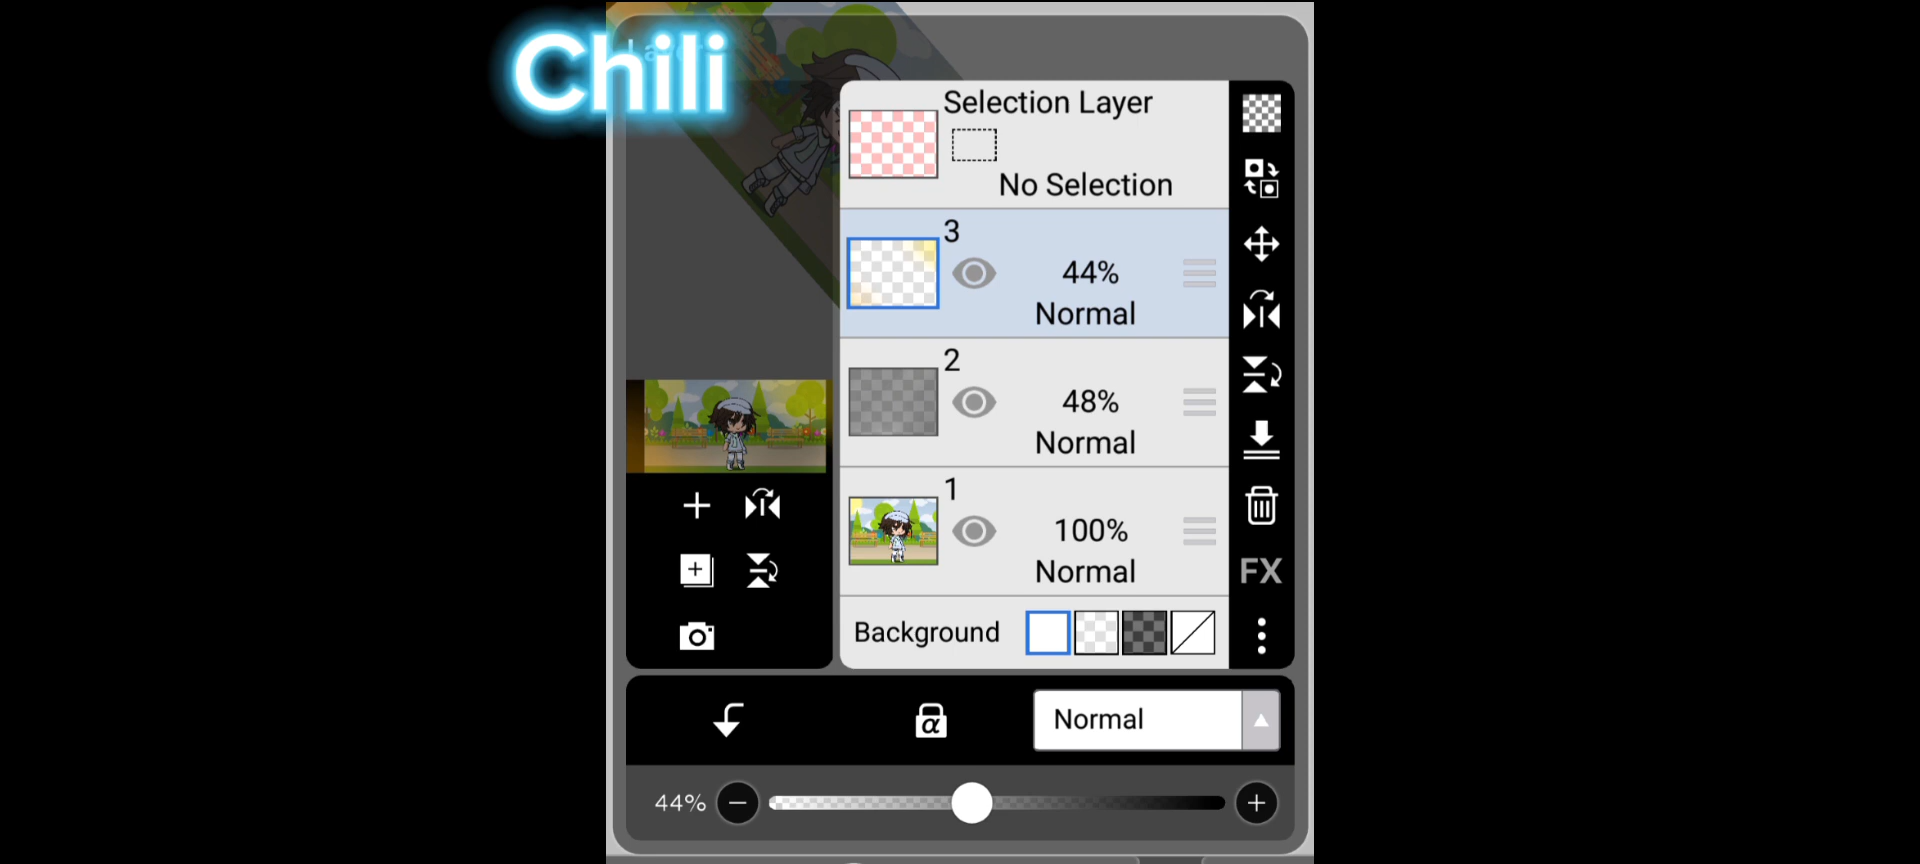 Chili
Selection Layer
No Selection
3
44%
Normal
2
48%
Normal
1
100%
Normal
Background
FX
α
Normal
44%